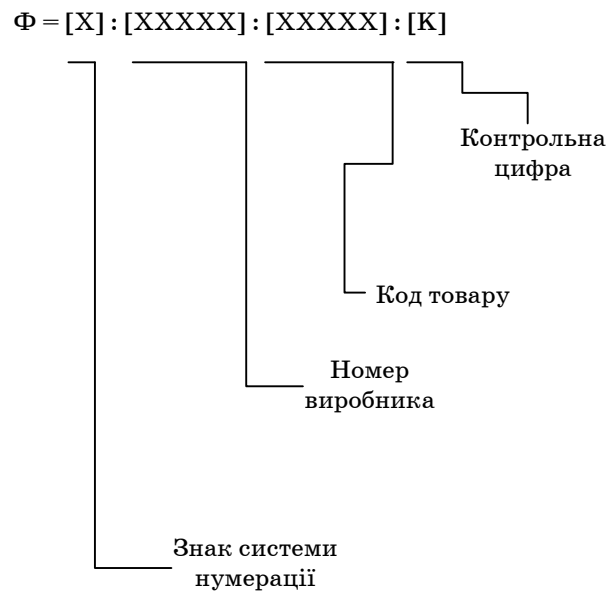 Ф = [X] : [XXXXX] : [XXXXX] : [К]
Контрольна
цифра
Код товару
Номер
виробника
Знак системи
нумерації